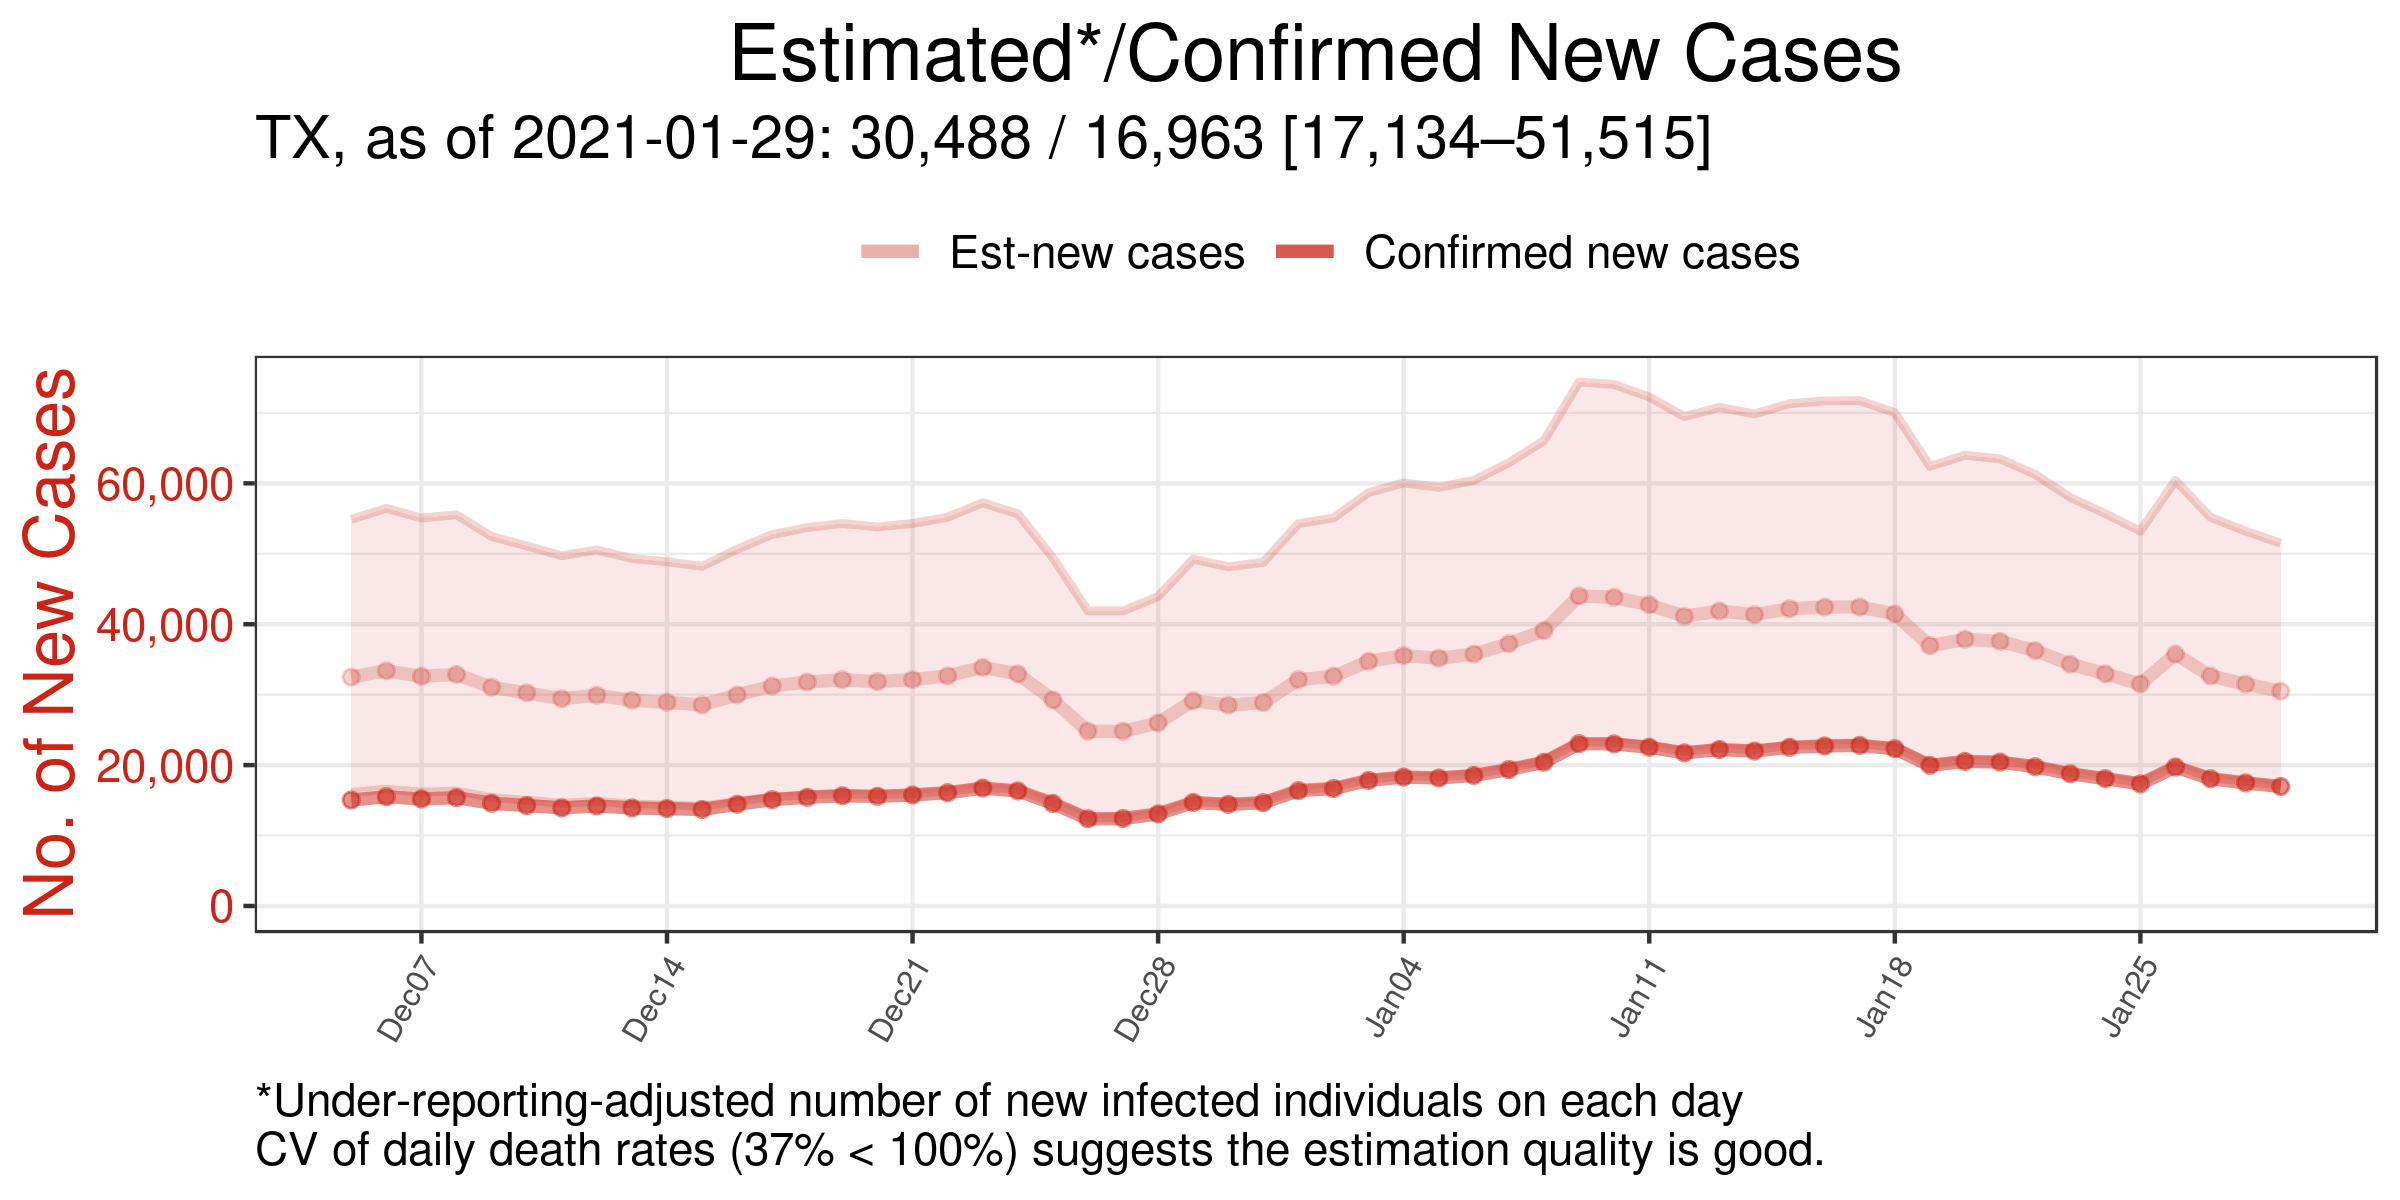 Estimated*/Confirmed New Cases
TX, as of 2021-01-29: 30,488 / 16,963 [17,134–51,515]
Est-new cases
Confirmed new cases
No. of New Cases
60,000
40,000
20,000
0
Dec07
Dec14
Dec21
Dec28
Jan04
Jan11
Jan18
Jan25
*Under-reporting-adjusted number of new infected individuals on each day
CV of daily death rates (37% < 100%) suggests the estimation quality is good.